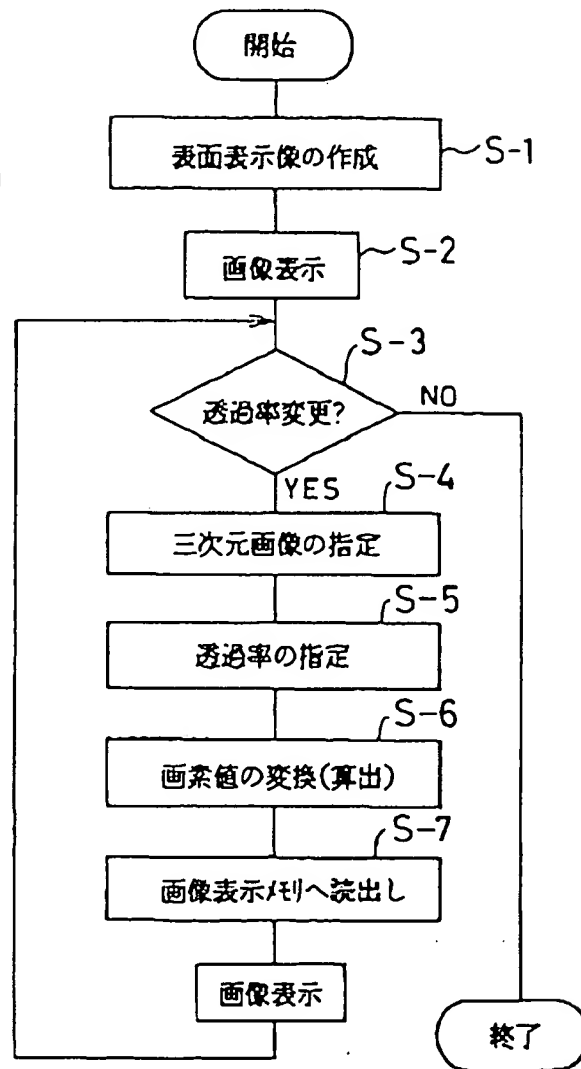 開始
表面表示像の作成
S-1
画像表示
S-2
S-3
透過率変更?
NO
YES
S-4
三次元画像の指定
S-5
透過率の指定
S-6
画素値の変換(算出)
S-7
画像表示メモリへ読出し
画像表示
終了